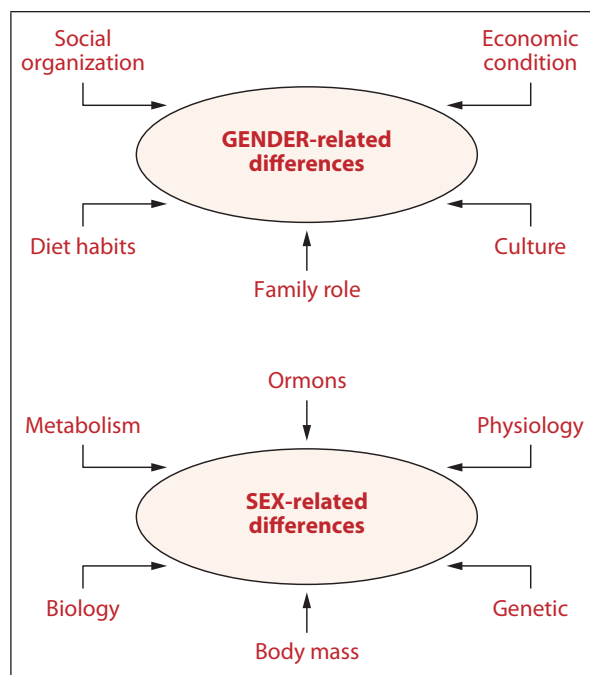 Social
organization
Economic
condition
GENDER-related
differences
Diet habits
Culture
Family role
Ormons
Metabolism
Physiology
SEX-related
differences
Biology
Genetic
Body mass